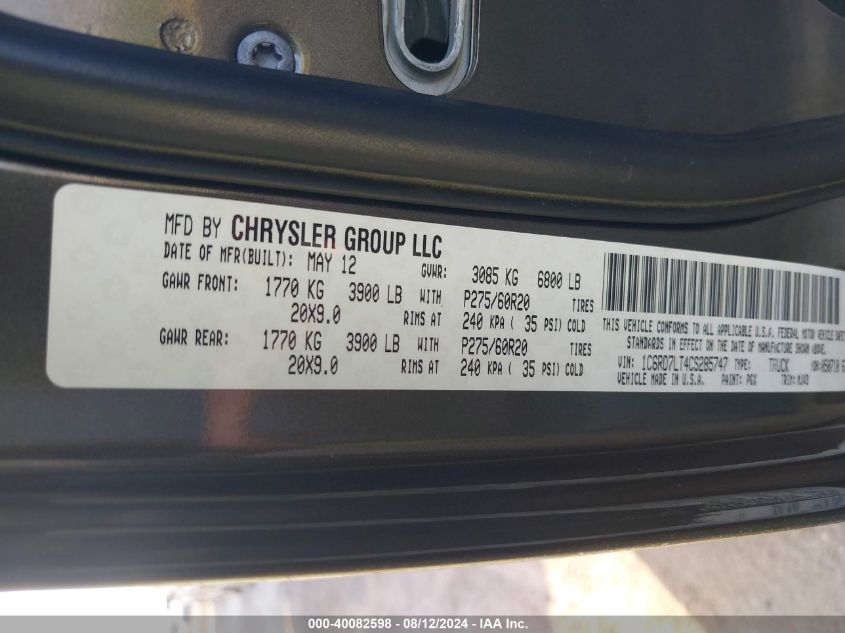 MFD BY CHRYSLER GROUP LLC
DATE OF MFR(BUILT): MAY 12 GVWR: 3085 KG 6800 LB
GAWR FRONT: 1770 KG 3900 LB WITH P275/60R20 TIRES
20X9.0 RIMS AT 240 KPA ( 35 PSI) COLD
GAWR REAR: 1770 KG 3900 LB WITH P275/60R20 TIRES
20X9.0 RIMS AT 240 KPA ( 35 PSI) COLD
THIS VEHICLE CONFORMS TO ALL APPLICABLE U.S.A. FEDERAL MOTOR VEHICLE SAFET
STANDARDS IN EFFECT ON THE DATE OF MANUFACTURE SHOWN ABOVE.
VIN: 1C6RD7LT4CS285747 TYPE: TRUCK
VEHICLE MADE IN U.S.A. PAINT: TRIM:
000-40082598 - 08/12/2024 - IAAI.com